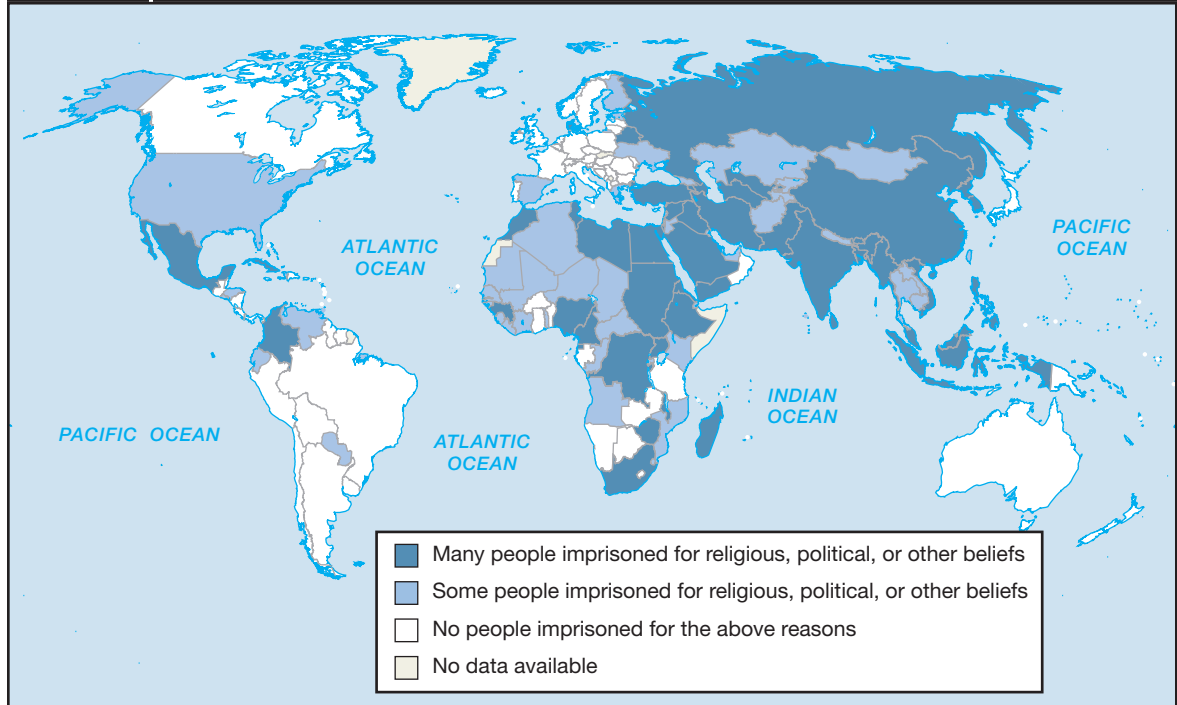 ATLANTIC
OCEAN
PACIFIC
OCEAN
INDIAN
OCEAN
PACIFIC OCEAN
ATLANTIC
OCEAN
Many people imprisoned for religious, political, or other beliefs
Some people imprisoned for religious, political, or other beliefs
No people imprisoned for the above reasons
No data available